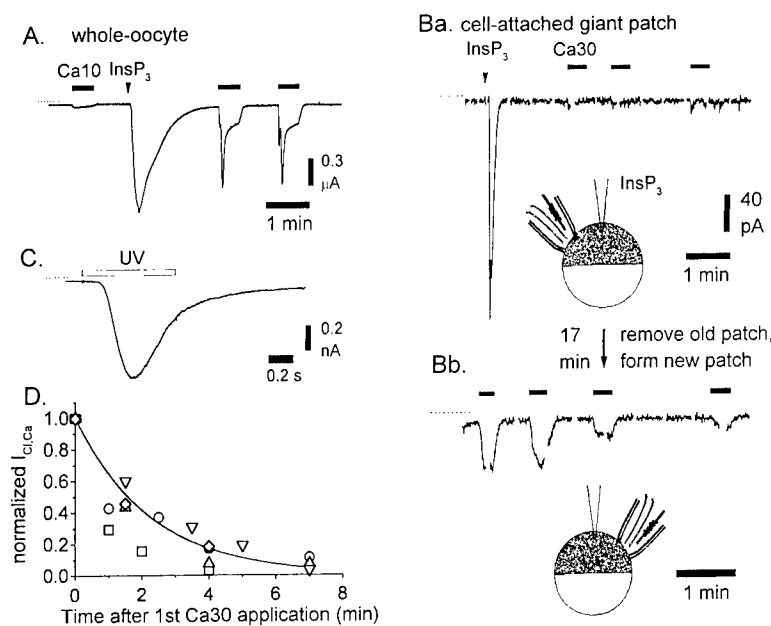 A. whole-oocyte
Ca10 InsP3
0.3
μA
1 min
Ba. cell-attached giant patch
InsP3 Ca30
InsP3
40
pA
1 min
17
min
remove old patch,
form new patch
C.
UV
0.2
nA
0.2 s
Bb.
1 min
D.
normalized ICl,Ca
1.0
0.8
0.6
0.4
0.2
0.0
0 2 4 6 8
Time after 1st Ca30 application (min)